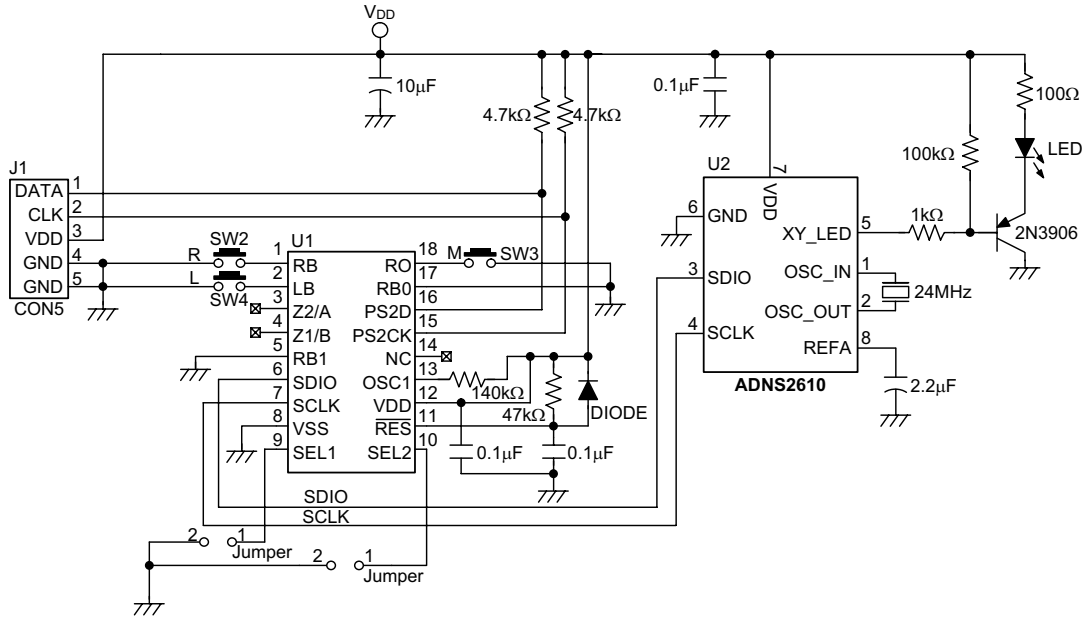 VDD
10μF
0.1μF
100Ω
4.7kΩ
4.7kΩ
LED
100kΩ
J1
DATA 1
CLK 2
VDD 3
GND 4
GND 5
CON5
R
SW2
L
SW4
U1
1 RB
2 LB
3 Z2/A
4 Z1/B
5 RB1
6 SDIO
7 SCLK
8 VSS
9 SEL1
RO 18
RB0 17
PS2D 16
PS2CK 15
NC 14
OSC1 13
VDD 12
RES 11
SEL2 10
M
SW3
140kΩ
47kΩ
DIODE
0.1μF
0.1μF
U2
7
VDD
6 GND
3 SDIO
4 SCLK
XY_LED 5
OSC_IN 1
OSC_OUT 2
REFA 8
ADNS2610
1kΩ
2N3906
24MHz
2.2μF
SDIO
SCLK
2 1
Jumper
2 1
Jumper